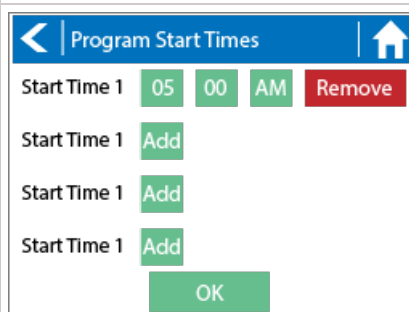 Program Start Times
Start Time 1 05 00 AM Remove
Start Time 1 Add
Start Time 1 Add
Start Time 1 Add
OK